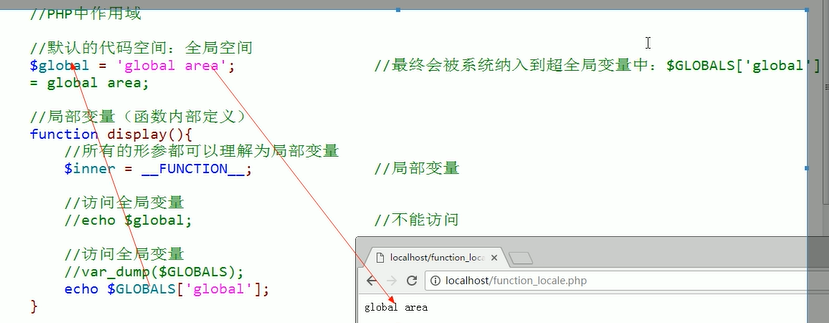 //PHP中作用域
//默认的代码空间: 全局空间
$global = 'global area'; //最终会被系统纳入到超全局变量中: $GLOBALS['global']
= global area;
//局部变量（函数内部定义）
function display(){
//所有的形参都可以理解为局部变量
$inner = __FUNCTION__; //局部变量
//访问全局变量
//echo $global; //不能访问
//访问全局变量
//var_dump($GLOBALS);
echo $GLOBALS['global'];
}
localhost/function_loca
localhost/function_locale.php
global area